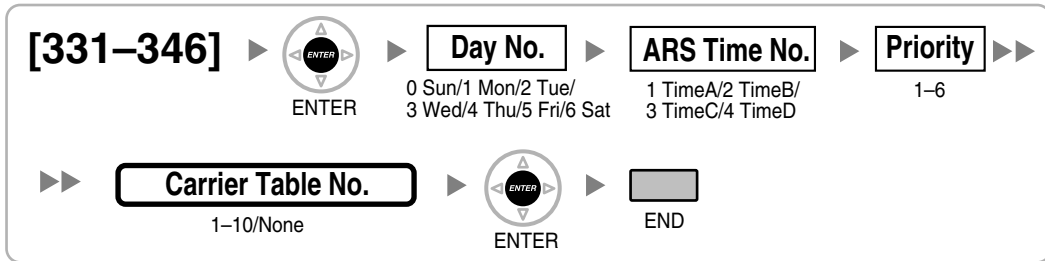 [331–346] ENTER Day No. ARS Time No. Priority
ENTER 0 Sun/1 Mon/2 Tue/ 1 TimeA/2 TimeB/ 1–6
3 Wed/4 Thu/5 Fri/6 Sat 3 TimeC/4 TimeD
Carrier Table No. ENTER
1–10/None ENTER END